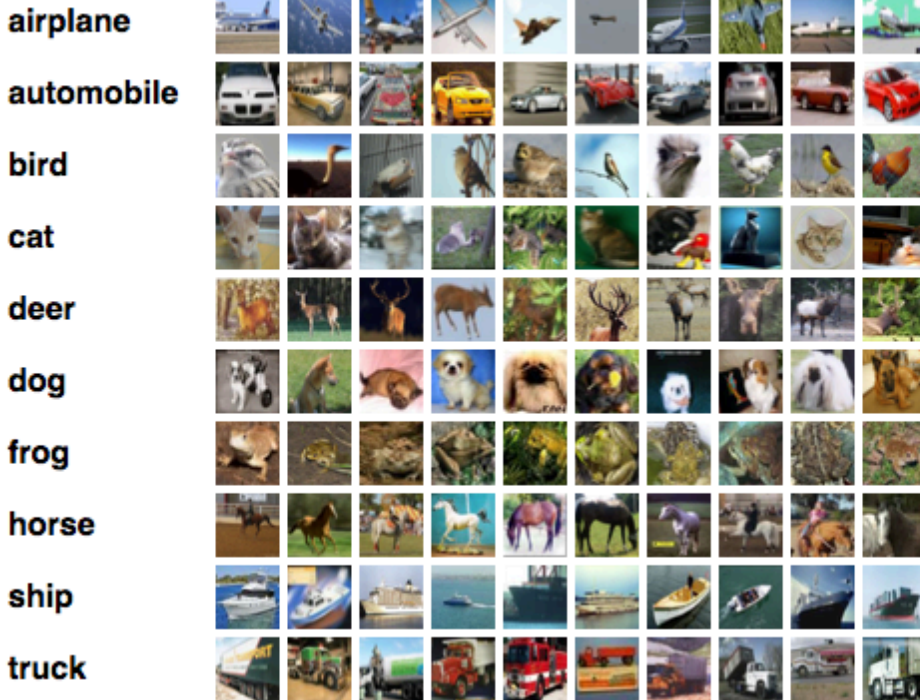 airplane
automobile
bird
cat
deer
dog
frog
horse
ship
truck